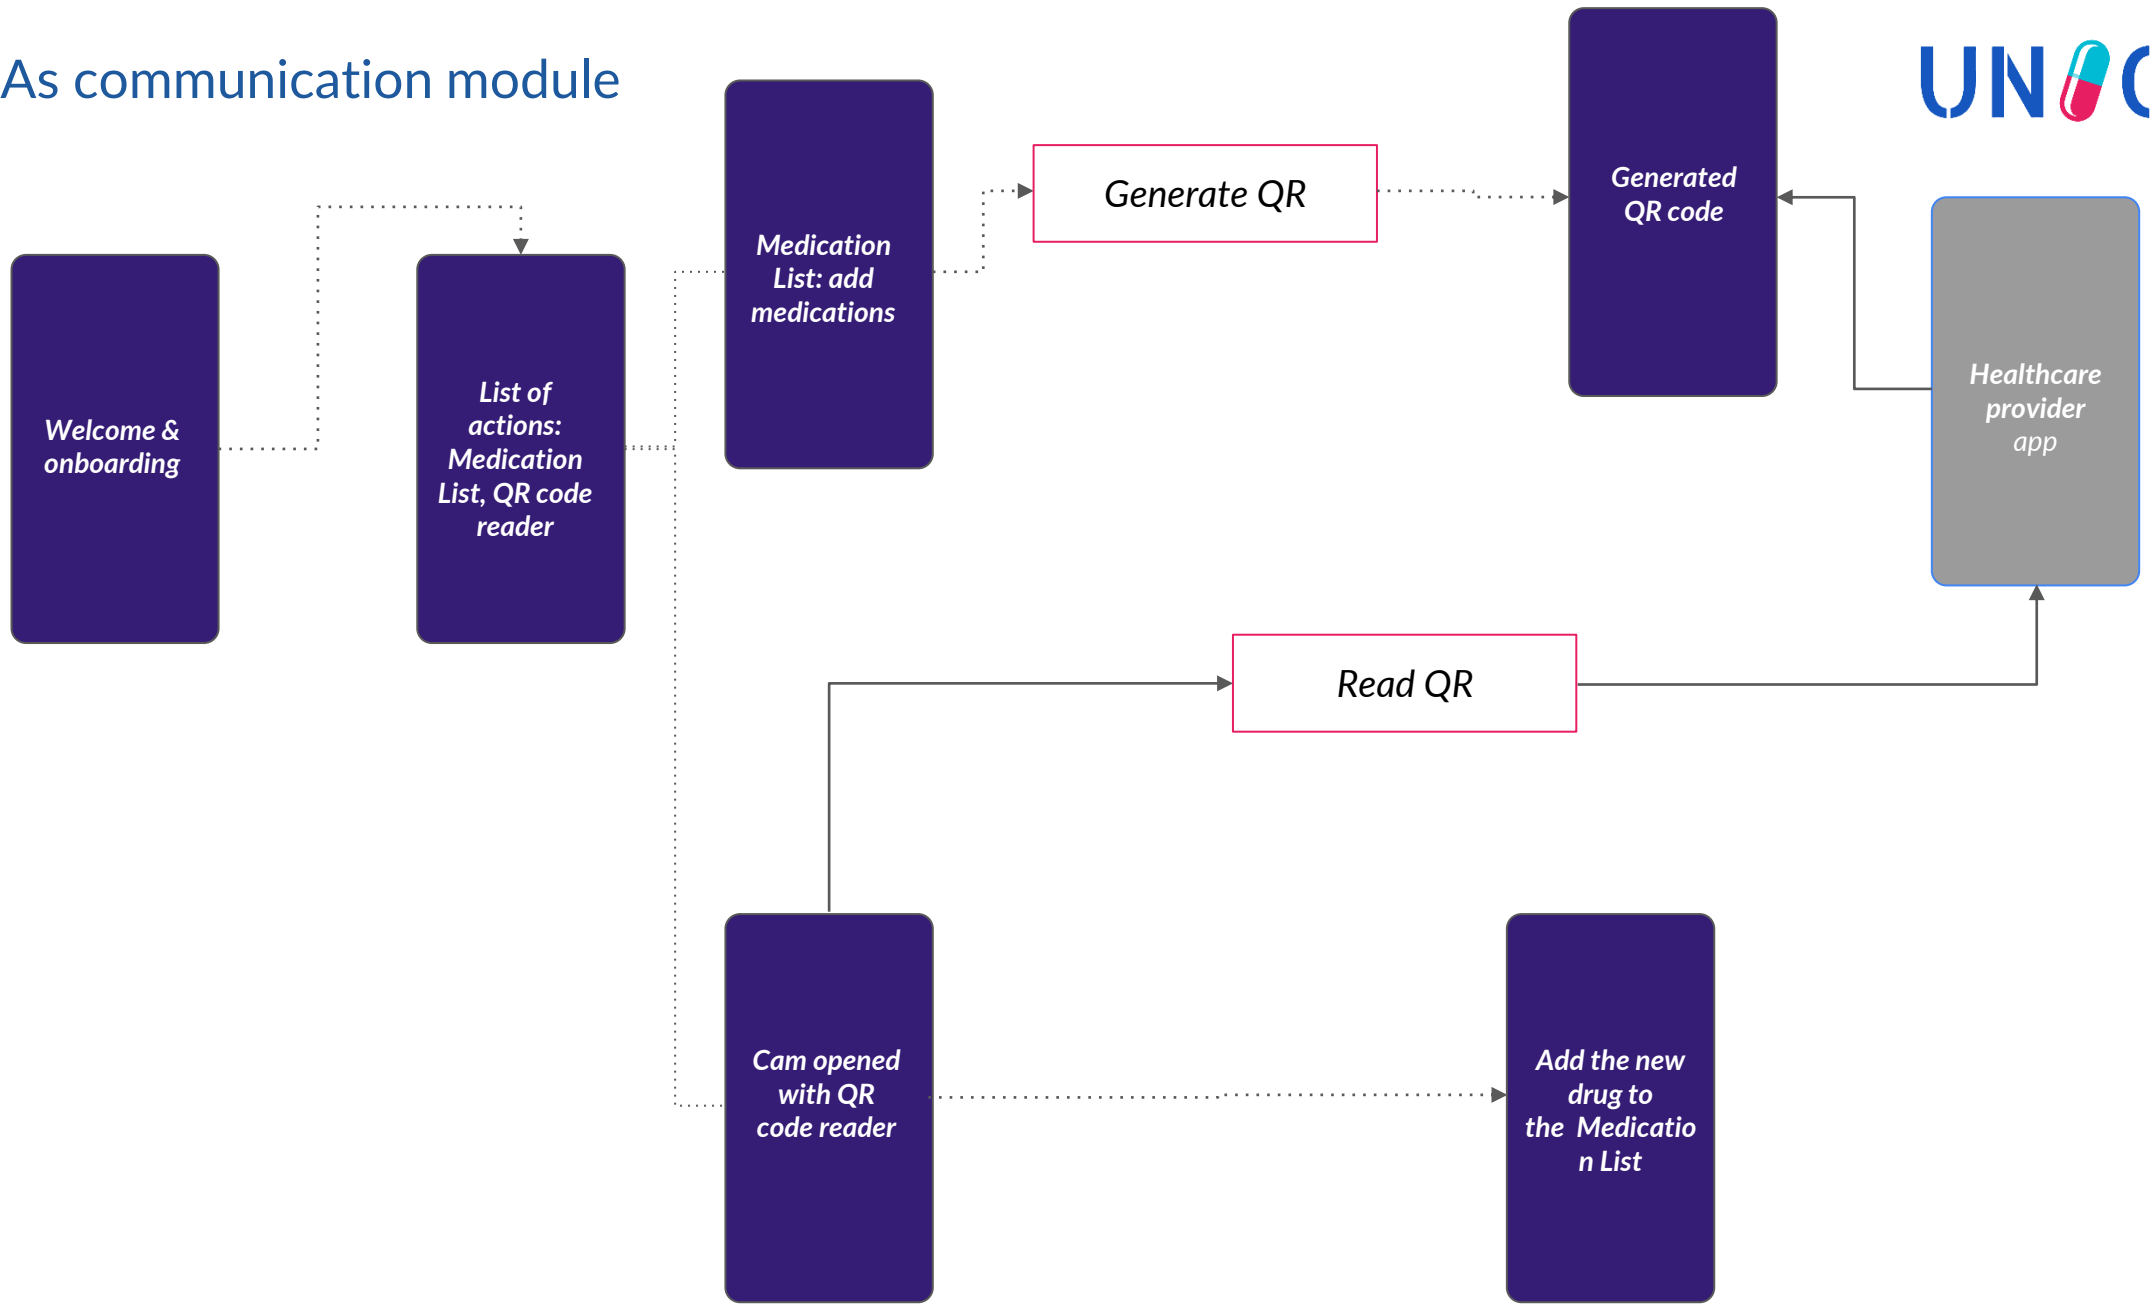 As communication module
UN
Welcome &
onboarding
List of
actions:
Medication
List, QR code
reader
Medication
List: add
medications
Generate QR
Generated
QR code
Healthcare
provider
app
Read QR
Cam opened
with QR
code reader
Add the new
drug to
the  Medicatio
n List